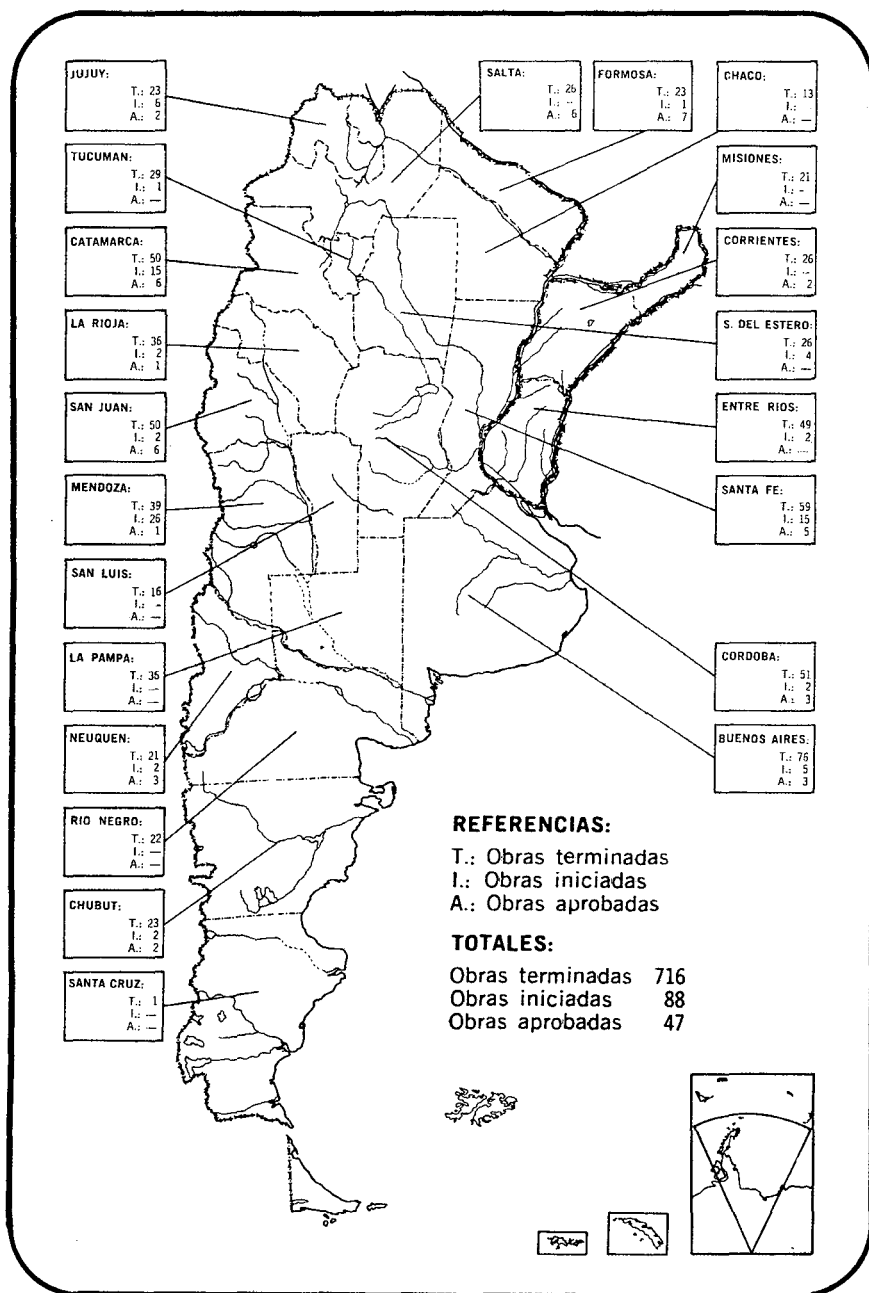 JUJUY:
T.: 23
I.: 6
A.: 2
TUCUMAN:
T.: 29
I.: 1
A.: —
CATAMARCA:
T.: 50
I.: 15
A.: 6
LA RIOJA:
T.: 36
I.: 2
A.: 1
SAN JUAN:
T.: 50
I.: 2
A.: 6
MENDOZA:
T.: 39
I.: 26
A.: 1
SAN LUIS:
T.: 16
I.: -
A.: —
LA PAMPA:
T.: 35
I.: —
A.: —
NEUQUEN:
T.: 21
I.: 2
A.: 3
RIO NEGRO:
T.: 22
I.: —
A.: —
CHUBUT:
T.: 23
I.: 2
A.: 2
SANTA CRUZ:
T.: 1
I.: —
A.: —
SALTA:
T.: 26
I.: --
A.: 6
FORMOSA:
T.: 23
I.: 1
A.: 7
CHACO:
T.: 13
I.: —
A.: —
MISIONES:
T.: 21
I.: -
A.: —
CORRIENTES:
T.: 26
I.: --
A.: 2
S. DEL ESTERO:
T.: 26
I.: 4
A.: —
ENTRE RIOS:
T.: 49
I.: 2
A.: —
SANTA FE:
T.: 59
I.: 15
A.: 5
CORDOBA:
T.: 51
I.: 2
A.: 3
BUENOS AIRES:
T.: 76
I.: 5
A.: 3
REFERENCIAS:
T.: Obras terminadas
I.: Obras iniciadas
A.: Obras aprobadas
TOTALES:
Obras terminadas 716
Obras iniciadas 88
Obras aprobadas 47